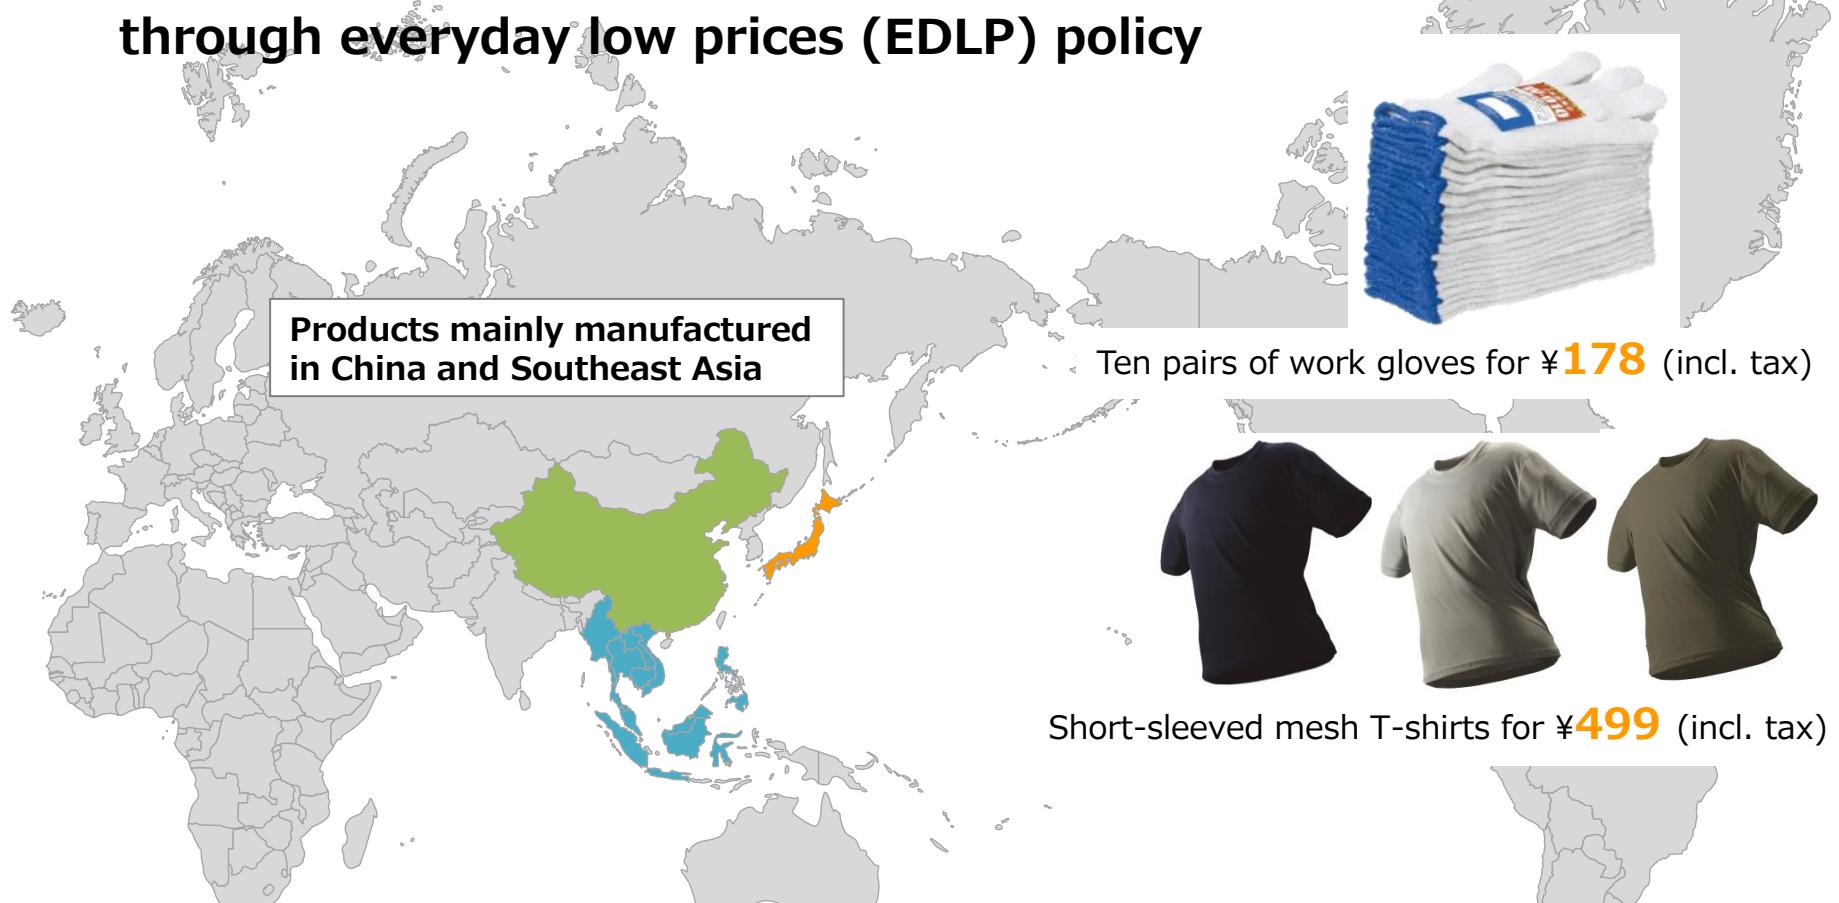 through everyday low prices (EDLP) policy
Products mainly manufactured
in China and Southeast Asia
Ten pairs of work gloves for ¥178 (incl. tax)
Short-sleeved mesh T-shirts for ¥499 (incl. tax)